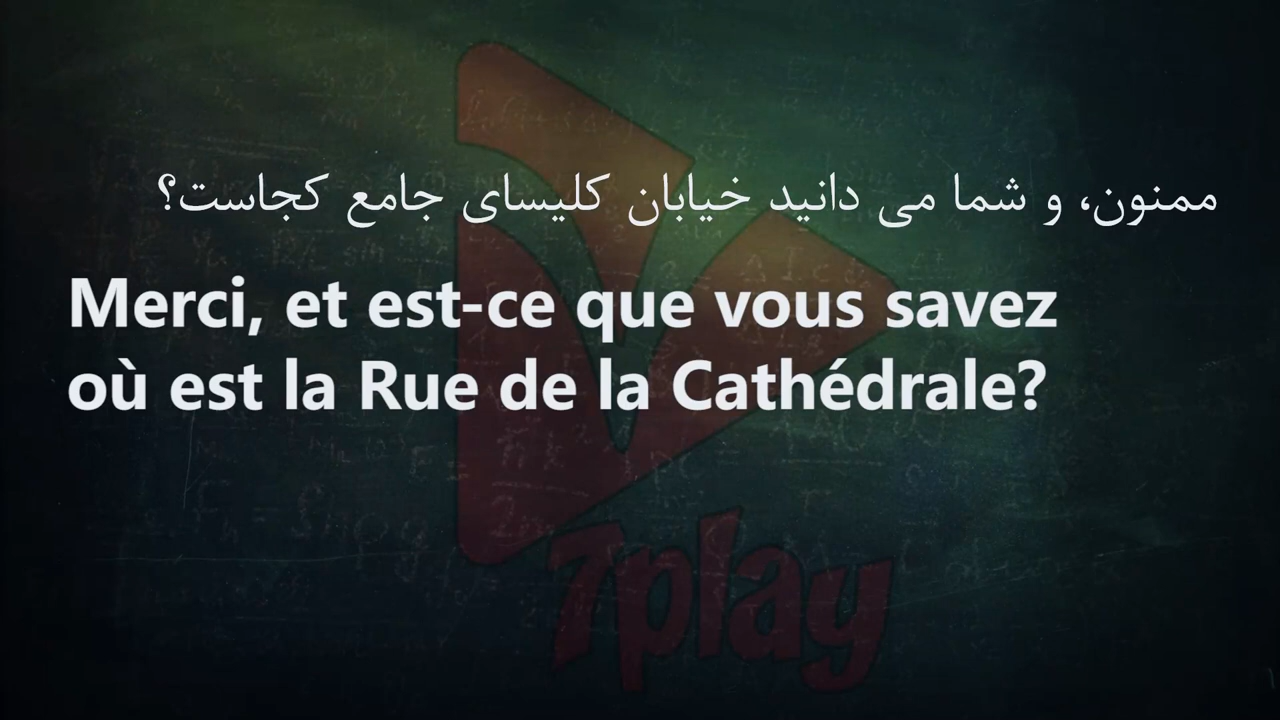 ممنون، و شما می دانید خیابان کلیسای جامع کجاست؟
Merci, et est-ce que vous savez
où est la Rue de la Cathédrale?
7play